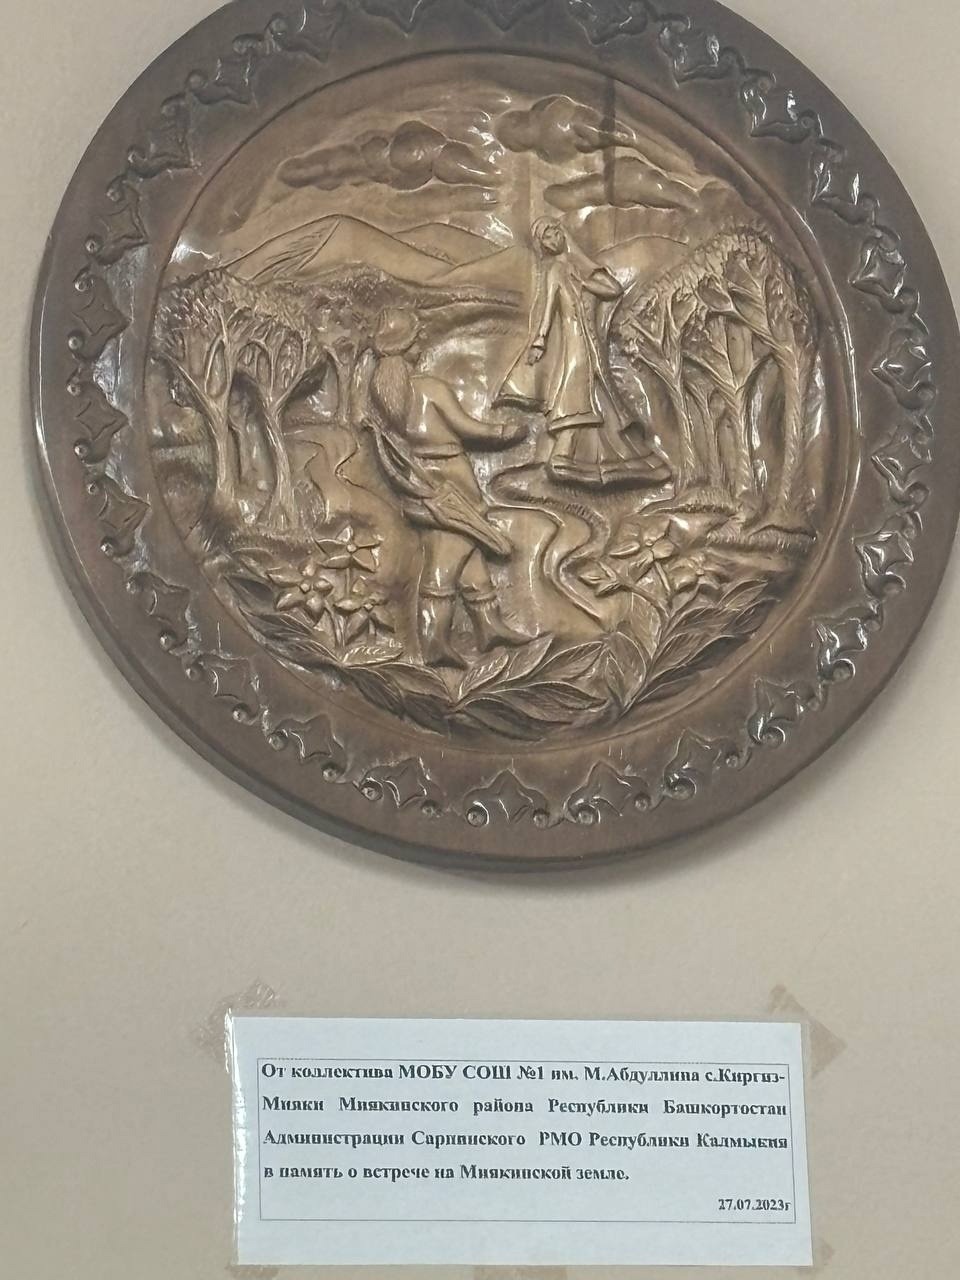 От коллектива МОБУ СОШ №1 им. М.Абдуллина с.Киргиз-
Мияки Миякинского района Республики Башкортостан
Администрации Сарпинского РМО Республики Калмыкия
в память о встрече на Миякинской земле.
27.07.2023г